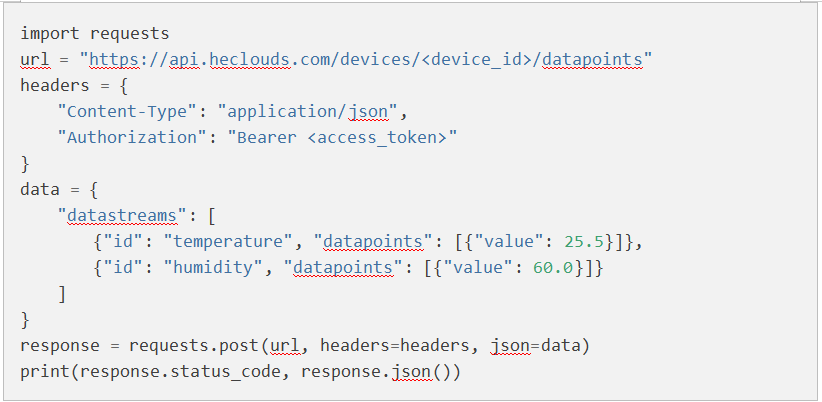 import requests
url = "https://api.heclouds.com/devices/<device_id>/datapoints"
headers = {
    "Content-Type": "application/json",
    "Authorization": "Bearer <access_token>"
}
data = {
    "datastreams": [
        {"id": "temperature", "datapoints": [{"value": 25.5}]},
        {"id": "humidity", "datapoints": [{"value": 60.0}]}
    ]
}
response = requests.post(url, headers=headers, json=data)
print(response.status_code, response.json())